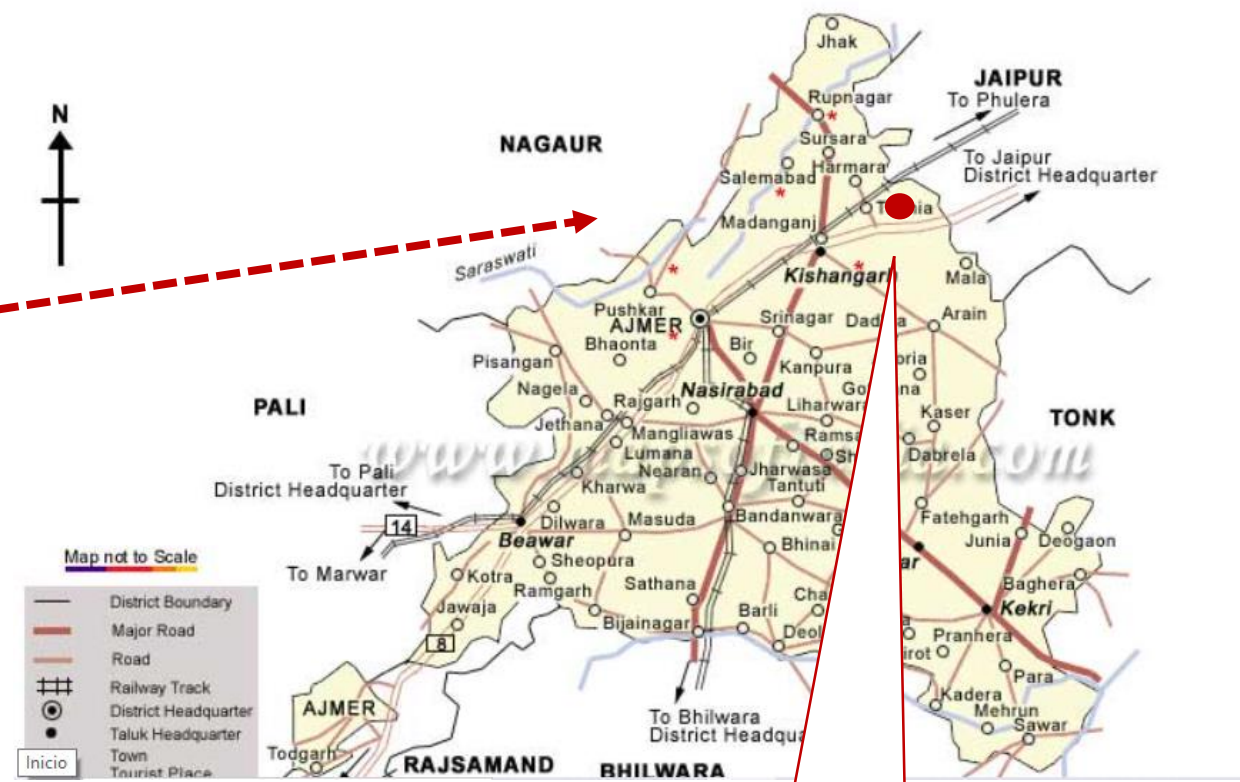 Jhak
JAIPUR
To Phulera
Rupnagar
N
NAGAUR
Sursara
To Jaipur
District Headquarter
Harmara
Salemabad
Madanganj
Saraswati
Kishangarh
Mala
Pushkar
AJMER
Srinagar
Arain
Bhaonta
Bir
Pisangan
Kanpura
Nagela
Nasirabad
Rajgarh
Liharwara
Kaser
PALI
TONK
Jethana
Mangliawas
Lumana
Dabrela
To Pali
District Headquarter
Nearan
Jharwasa
Kharwa
Tantuti
14
Dilwara
Masuda
Bandanwara
Fatehgarh
Beawar
Bhinai
Junia
Deogaon
Map not to Scale
Sheopura
To Marwar
Kotra
Ramgarh
Sathana
Baghera
District Boundary
Jawaja
Barli
Kekri
Major Road
Bijainagar
8
Pranhera
Road
Para
Railway Track
Kadera
District Headquarter
AJMER
Mehrun
To Bhilwara
Sawar
Taluk Headquarter
Town
Todgarh
Inicio
Tourist Place
RAJSAMAND
BHILWARA